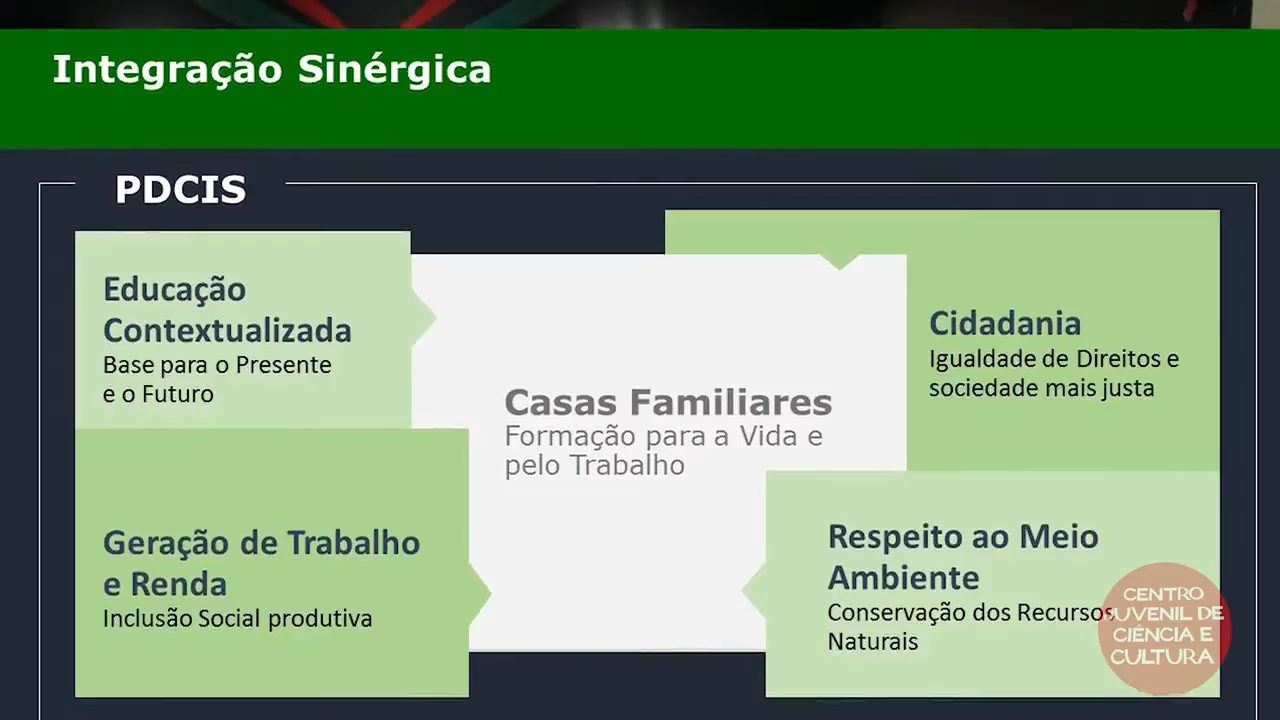 Integração Sinérgica
PDCIS
Educação
Contextualizada
Base para o Presente
e o Futuro
Cidadania
Igualdade de Direitos e
sociedade mais justa
Casas Familiares
Formação para a Vida e
pelo Trabalho
Geração de Trabalho
e Renda
Inclusão Social produtiva
Respeito ao Meio
Ambiente
Conservação dos Recursos
Naturais
CENTRO
JUVENIL DE
CIÊNCIA E
CULTURA